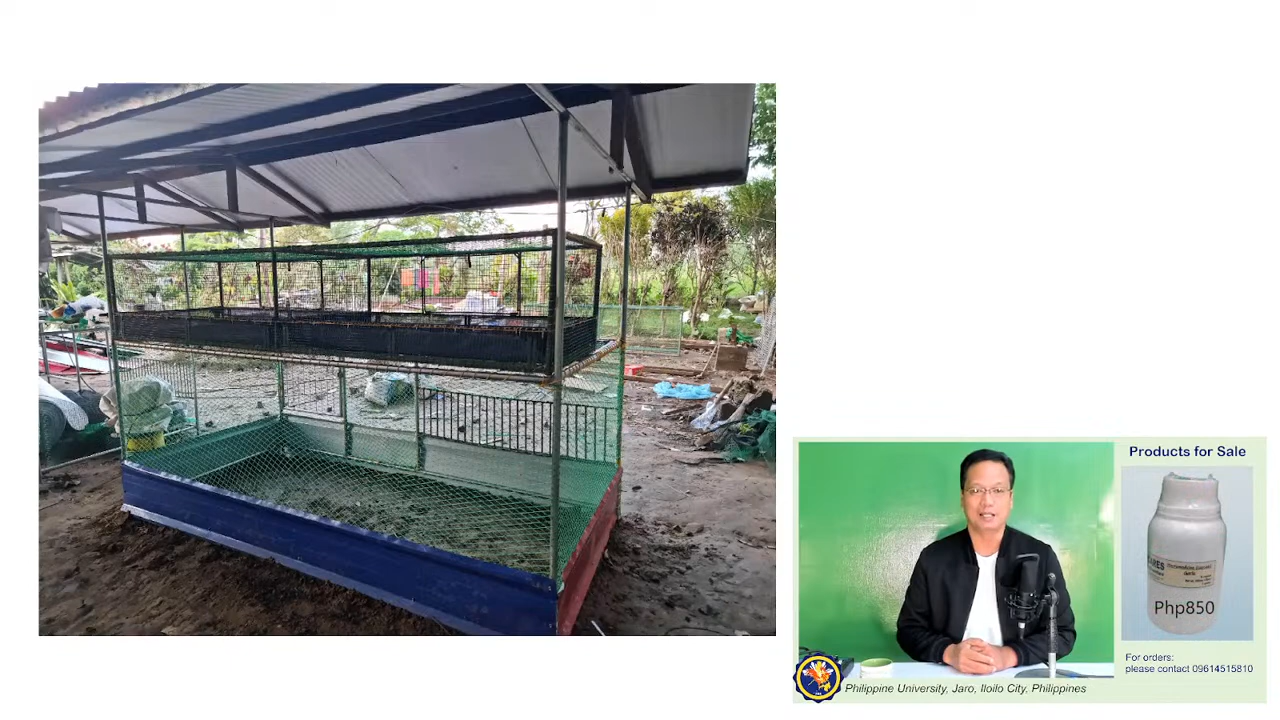 Products for Sale
Php850
For orders:
please contact 09614515810
Philippine University, Jaro, Iloilo City. Philippines